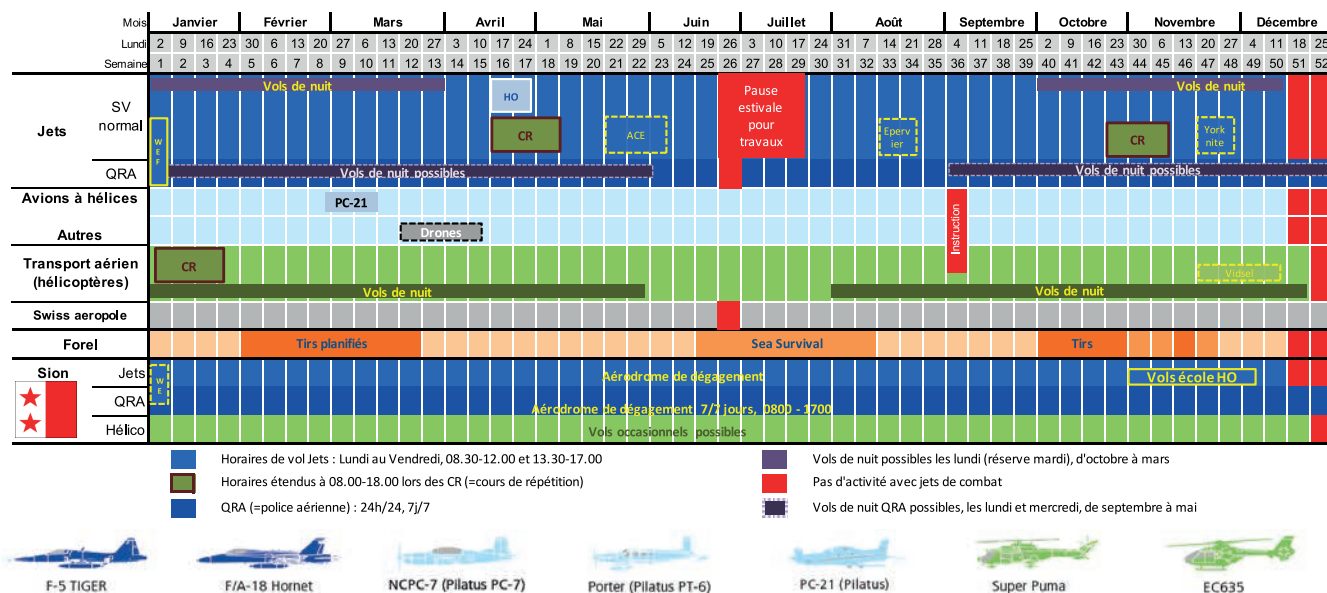 Mois Janvier Février Mars Avril Mai Juin Juillet Août Septembre Octobre Novembre Décembre
Lundi 2 9 16 23 30 6 13 20 27 6 13 20 27 3 10 17 24 1 8 15 22 29 5 12 19 26 3 10 17 24 31 7 14 21 28 4 11 18 25 2 9 16 23 30 6 13 20 27 4 11 18 25
Semaine 1 2 3 4 5 6 7 8 9 10 11 12 13 14 15 16 17 18 19 20 21 22 23 24 25 26 27 28 29 30 31 32 33 34 35 36 37 38 39 40 41 42 43 44 45 46 47 48 49 50 51 52
Vols de nuit
Vols de nuit
Jets
SV
normal
WEF
HO
CR
ACE
Pause
estivale
pour
travaux
Eperv
ier
CR
York
nite
QRA
Vols de nuit possibles
Vols de nuit possibles
Avions à hélices
PC-21
Instruction
Autres
Drones
Transport aérien
(hélicoptères)
CR
Vidsel
Vols de nuit
Vols de nuit
Swiss aeropole
Forel
Tirs planifiés
Sea Survival
Tirs
Sion
Jets
WE
Aérodrome de dégagement
Vols école HO
QRA
Aérodrome de dégagement 7/7 jours, 0800 - 1700
Hélico
Vols occasionnels possibles
Horaires de vol Jets : Lundi au Vendredi, 08.30-12.00 et 13.30-17.00
Horaires étendus à 08.00-18.00 lors des CR (=cours de répétition)
QRA (=police aérienne) : 24h/24, 7j/7
Vols de nuit possibles les lundi (réserve mardi), d'octobre à mars
Pas d'activité avec jets de combat
Vols de nuit QRA possibles, les lundi et mercredi, de septembre à mai
F-5 TIGER
F/A-18 Hornet
NCPC-7 (Pilatus PC-7)
Porter (Pilatus PT-6)
PC-21 (Pilatus)
Super Puma
EC635